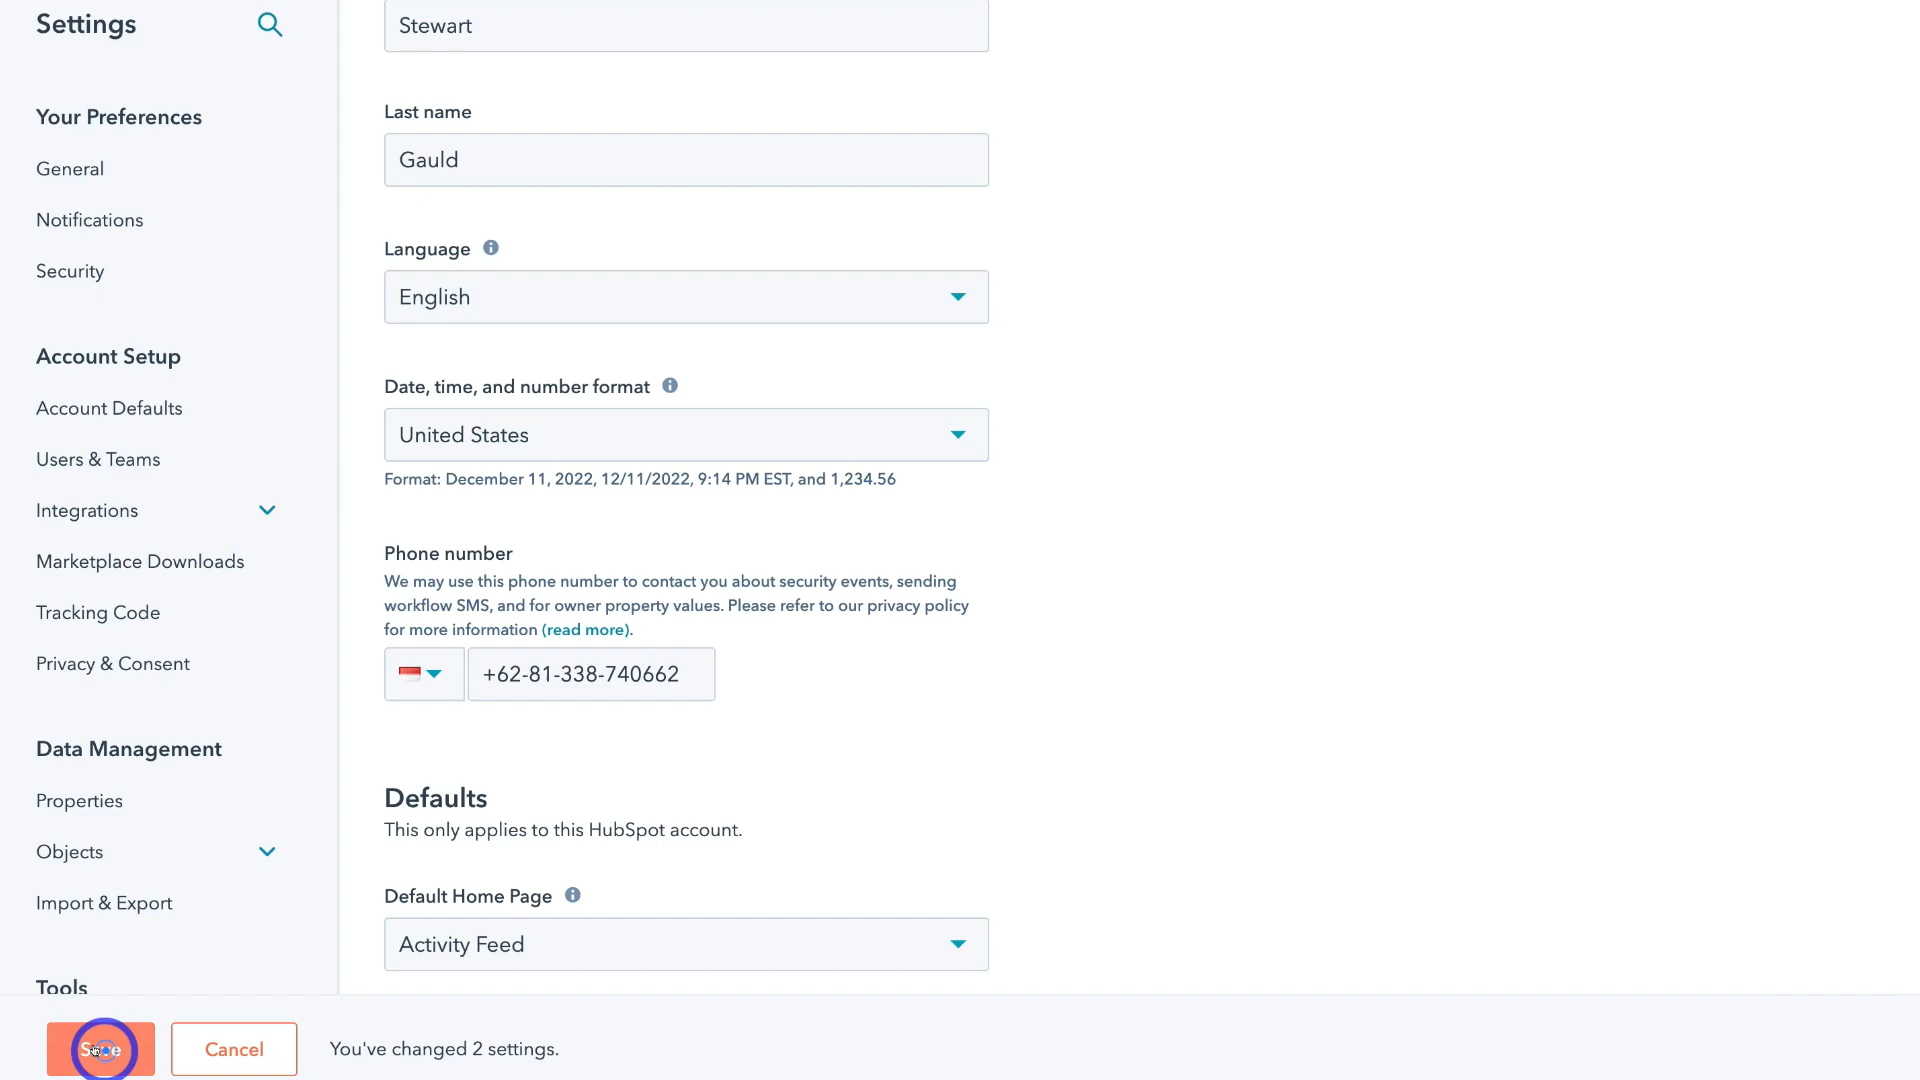 Settings
Your Preferences
General
Notifications
Security
Account Setup
Account Defaults
Users & Teams
Integrations
Marketplace Downloads
Tracking Code
Privacy & Consent
Data Management
Properties
Objects
Import & Export
Tools
Stewart
Last name
Gauld
Language
English
Date, time, and number format
United States
Format: December 11, 2022, 12/11/2022, 9:14 PM EST, and 1,234.56
Phone number
We may use this phone number to contact you about security events, sending
workflow SMS, and for owner property values. Please refer to our privacy policy
for more information (read more).
+62-81-338-740662
Defaults
This only applies to this HubSpot account.
Default Home Page
Activity Feed
Save
Cancel
You've changed 2 settings.